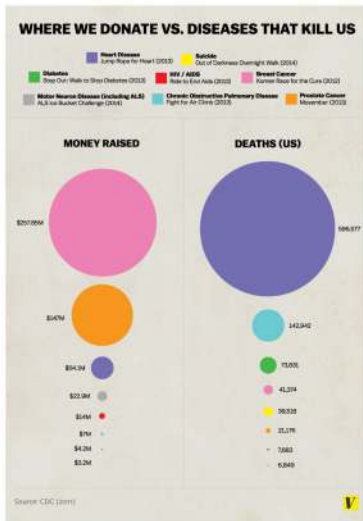 WHERE WE DONATE VS. DISEASES THAT KILL US
Heart Disease
Jump Rope for Heart (2013)
Suicide
Out of Darkness Overnight Walk (2014)
Diabetes
Step Out: Walk to Stop Diabetes (2013)
HIV / AIDS
Ride to End Aids (2013)
Breast Cancer
Komen Race for the Cure (2012)
Motor Neuron Disease (including ALS)
ALS Ice Bucket Challenge (2014)
Chronic Obstructive Pulmonary Disease
Fight for Air Climb (2013)
Prostate Cancer
Movember (2013)
MONEY RAISED
DEATHS (US)
$257.85M
$147M
$54.1M
$22.9M
$14M
$7M
$4.2M
$3.2M
596,577
142,942
73,831
41,374
39,518
21,176
7,683
6,849
Source: CDC (2011)
V